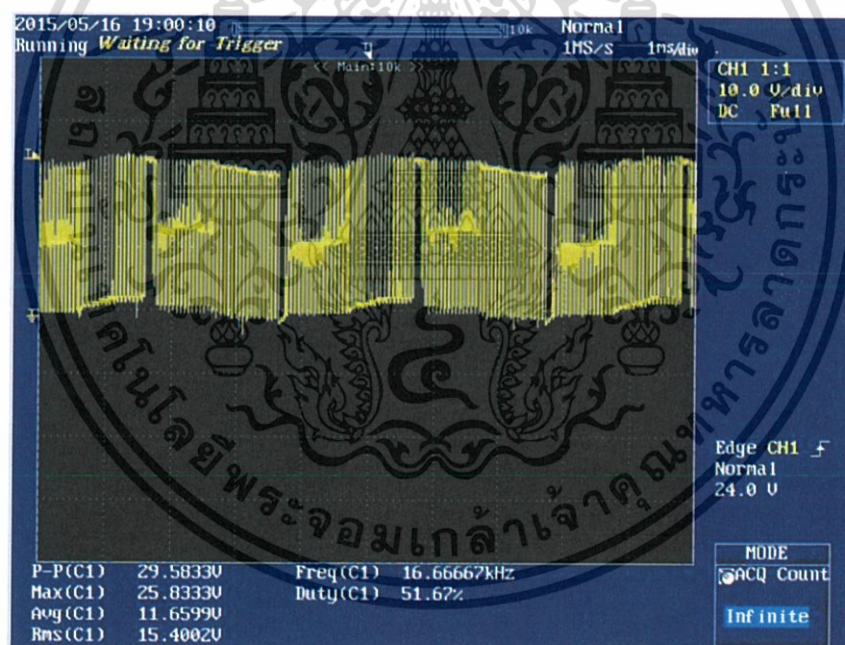 2015/05/16 19:00:10
10k
Normal
Running Waiting for Trigger
1MS/s 1ms/div
<< Main:10k >>
CH1 1:1
10.0 V/div
DC Full
Edge CH1
Normal
24.0 V
P-P(C1) 29.5833V
Freq(C1) 16.66667kHz
Max(C1) 25.8333V
Duty(C1) 51.67%
Avg(C1) 11.6599V
Rms(C1) 15.4002V
MODE
ACQ Count
Infinite
เทคโนโลยีพระจอมเกล้าเจ้าคุณทหารลาดกระบัง